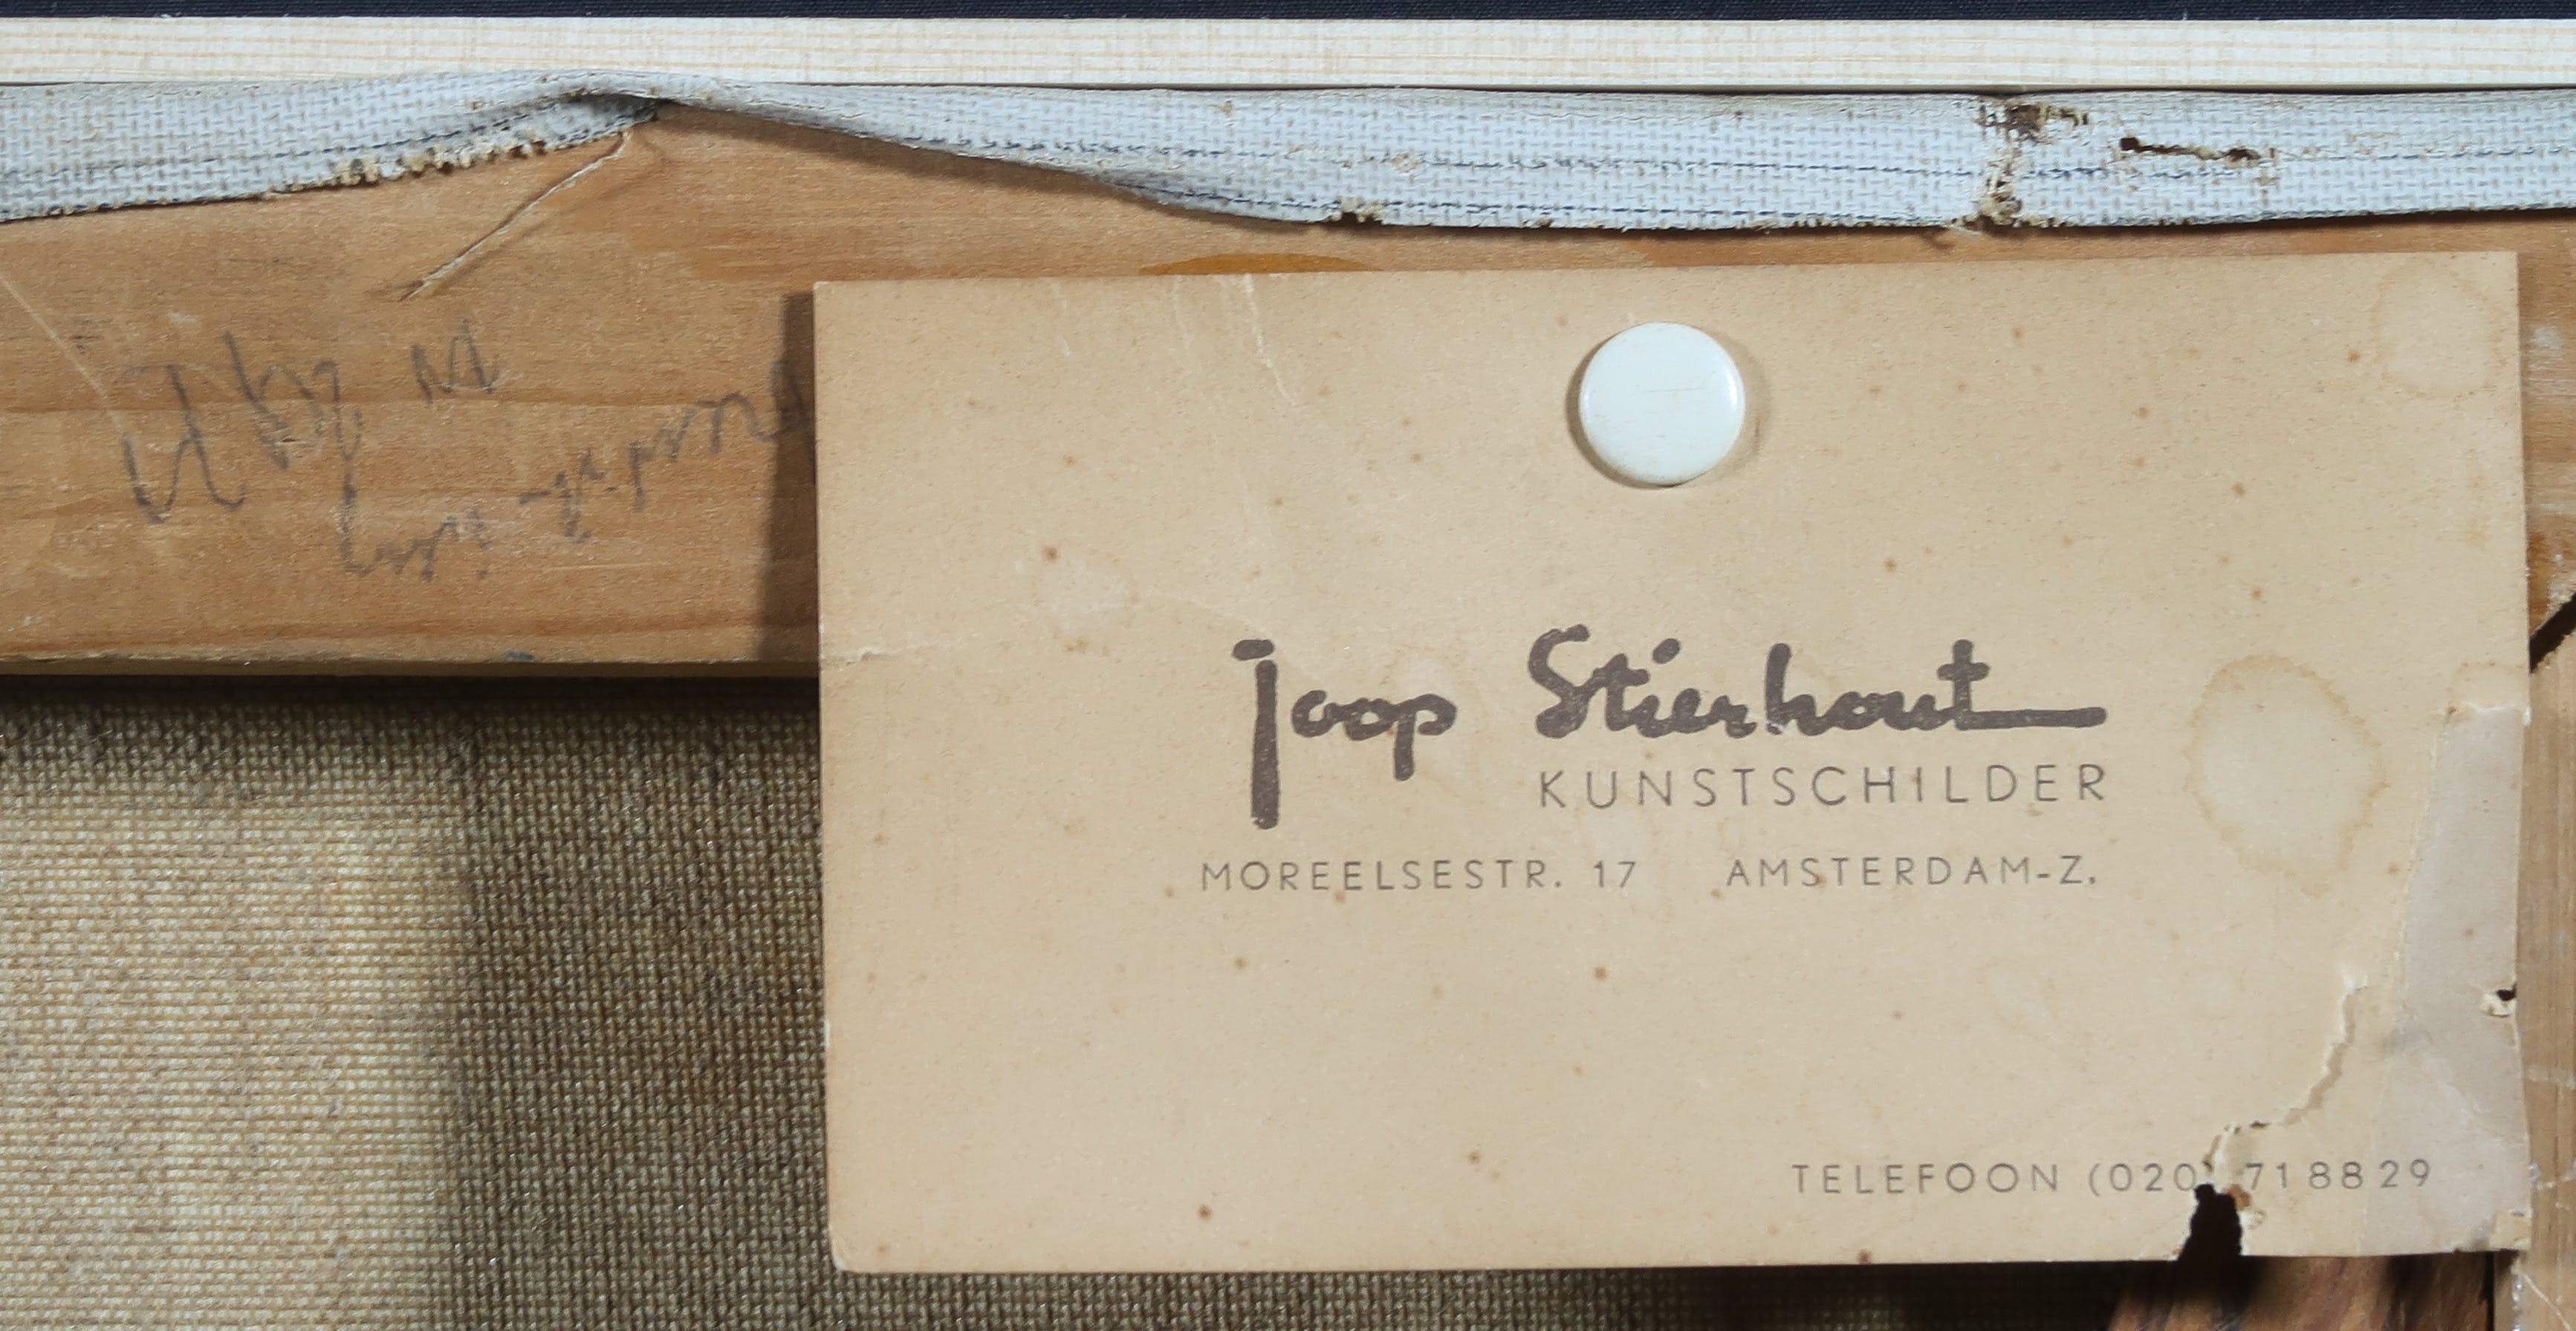 Joop Stierhout
KUNSTSCHILDER
MOREELSESTR. 17 AMSTERDAM-Z.
TELEFOON (020) 718829